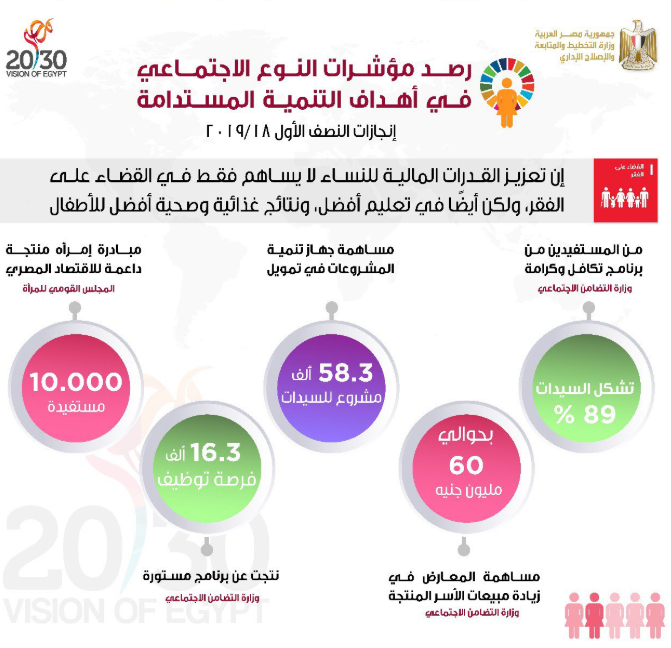 جمهورية مصر العربية
وزارة التخطيط والمتابعة
والإصلاح الإداري
20/30
VISION OF EGYPT
رصد مؤشرات النوع الاجتماعي
في أهداف التنمية المستدامة
إنجازات النصف الأول ٢٠١٩/١٨
1 القضاء على
الفقر
إن تعزيز القدرات المالية للنساء لا يساهم فقط في القضاء على
الفقر، ولكن أيضًا في تعليم أفضل، ونتائج غذائية وصحية أفضل للأطفال
من المستفيدين من
برنامج تكافل وكرامة
وزارة التضامن الاجتماعي
تشكل السيدات
89 %
مساهمة جهاز تنمية
المشروعات في تمويل
58.3 ألف
مشروع للسيدات
مبادرة إمرأه منتجة
داعمة للاقتصاد المصري
المجلس القومي للمرأة
10.000
مستفيدة
بحوالي
60
مليون جنيه
مساهمة المعارض في
زيادة مبيعات الأسر المنتجة
وزارة التضامن الاجتماعي
16.3 ألف
فرصة توظيف
نتجت عن برنامج مستورة
وزارة التضامن الاجتماعي
20/30
VISION OF EGYPT